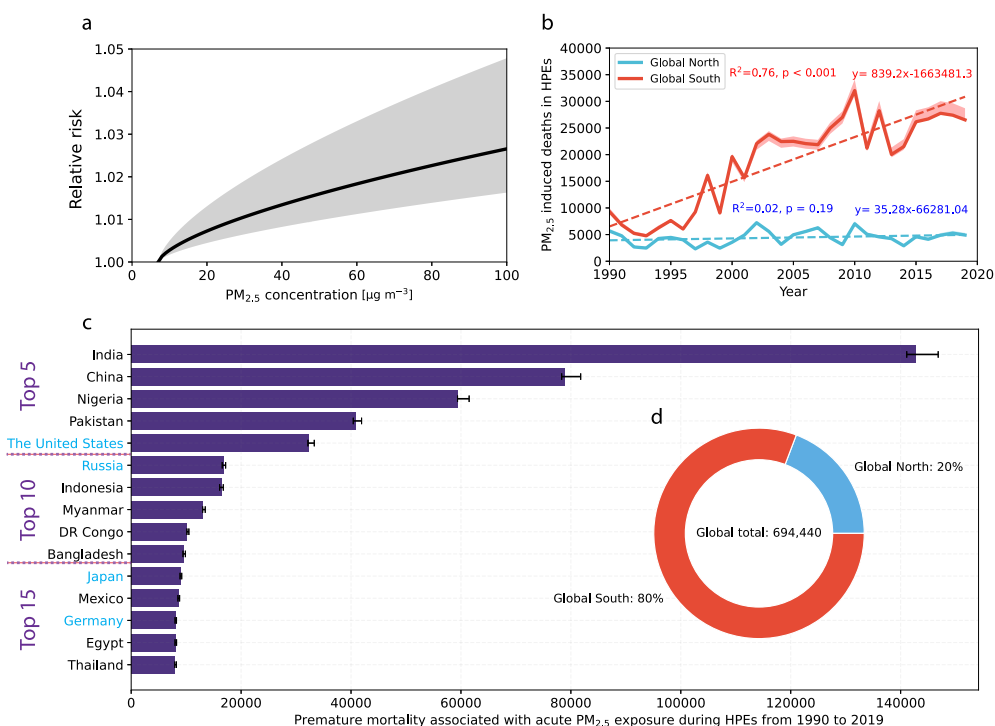 a
1.05
1.04
1.03
1.02
1.01
1.00
Relative risk
0
20
40
60
80
100
PM2.5 concentration [µg m−3]
b
40000
35000
30000
25000
20000
15000
10000
5000
0
PM2.5 induced deaths in HPEs
Global North
Global South
R2=0.76, p < 0.001
y= 839.2x-1663481.3
R2=0.02, p = 0.19
y= 35.28x-66281.04
1990
1995
2000
2005
2010
2015
2020
Year
c
Top 5
Top 10
Top 15
India
China
Nigeria
Pakistan
The United States
Russia
Indonesia
Myanmar
DR Congo
Bangladesh
Japan
Mexico
Germany
Egypt
Thailand
0
20000
40000
60000
80000
100000
120000
140000
Premature mortality associated with acute PM2.5 exposure during HPEs from 1990 to 2019
d
Global North: 20%
Global total: 694,440
Global South: 80%